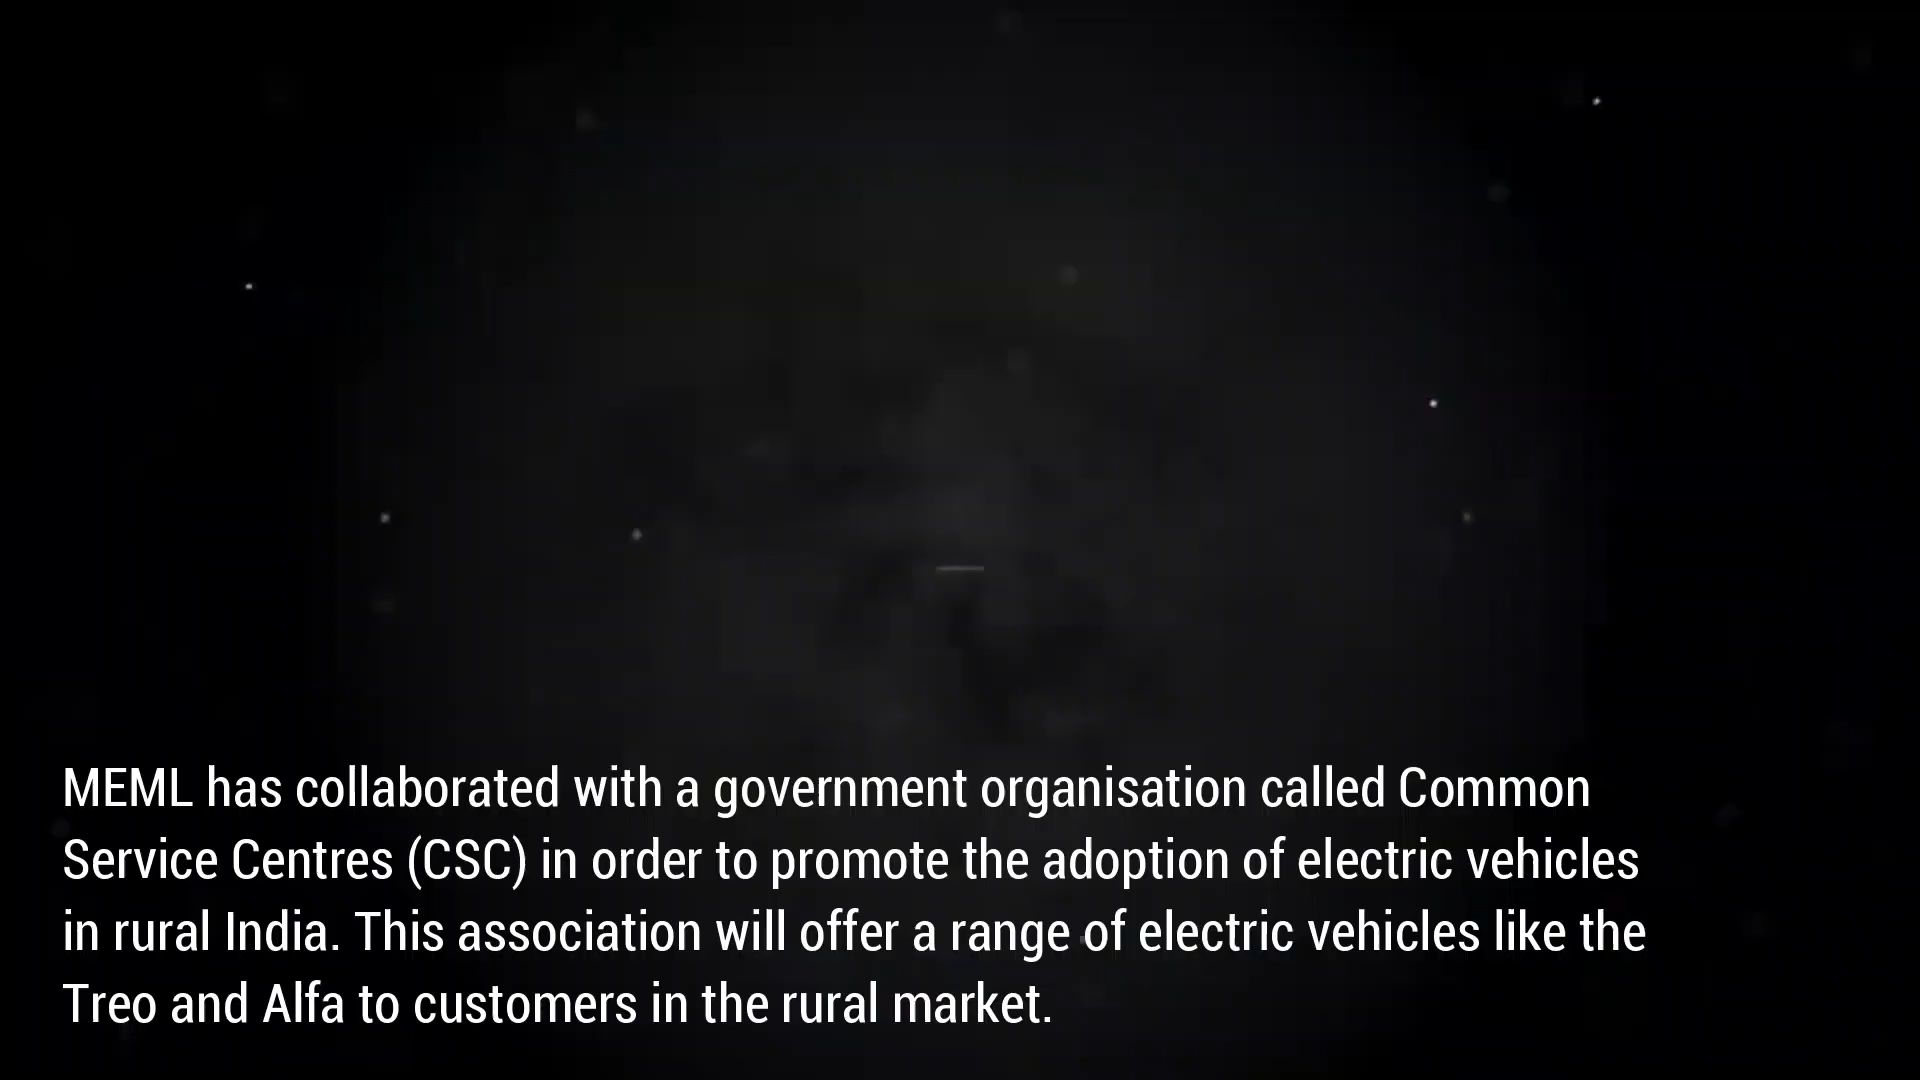 MEML has collaborated with a government organisation called Common
Service Centres (CSC) in order to promote the adoption of electric vehicles
in rural India. This association will offer a range of electric vehicles like the
Treo and Alfa to customers in the rural market.